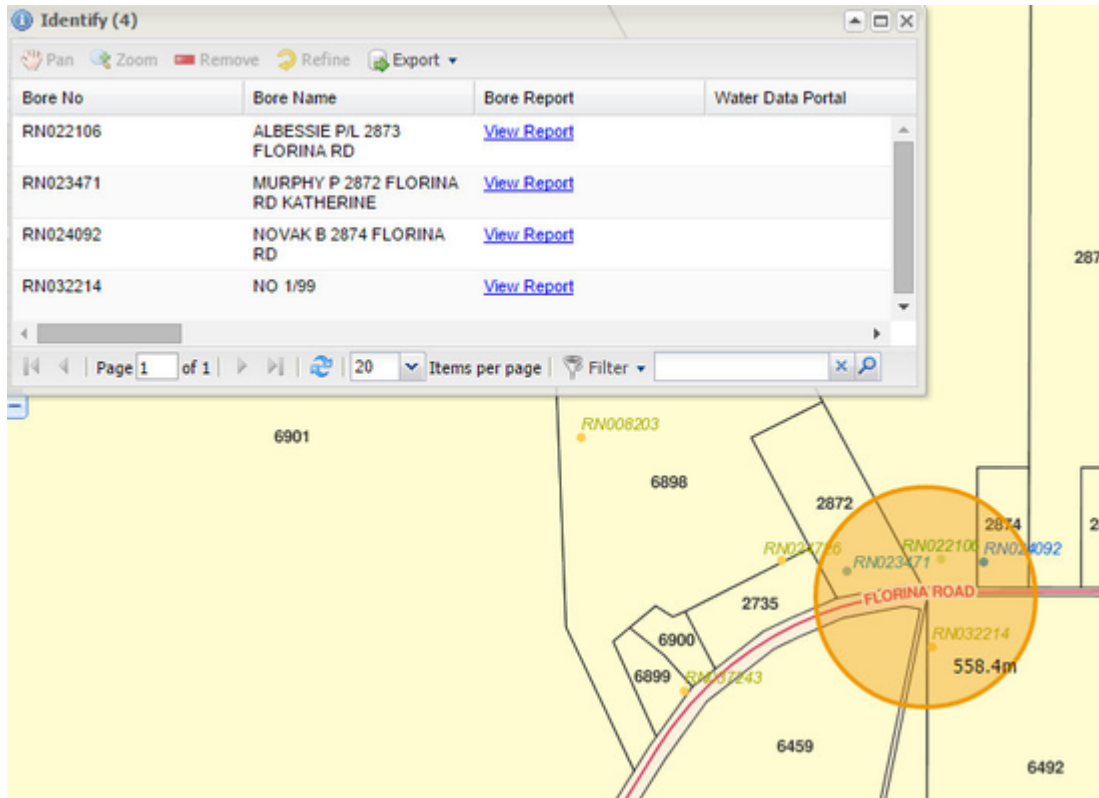 Identify (4)
Pan Zoom Remove Refine Export
Bore No Bore Name Bore Report Water Data Portal
RN022106 ALBESSIE P/L 2873 View Report
FLORINA RD
RN023471 MURPHY P 2872 FLORINA View Report
RD KATHERINE
RN024092 NOVAK B 2874 FLORINA View Report
RD
RN032214 NO 1/99 View Report
287
Page 1 of 1 20 Items per page Filter
RN008203
6901
6898
2872
2874
2
RN022106
RN024092
RN023471
FLORINA ROAD
2735
RN032214
6900
558.4m
6899
RN037243
6459
6492